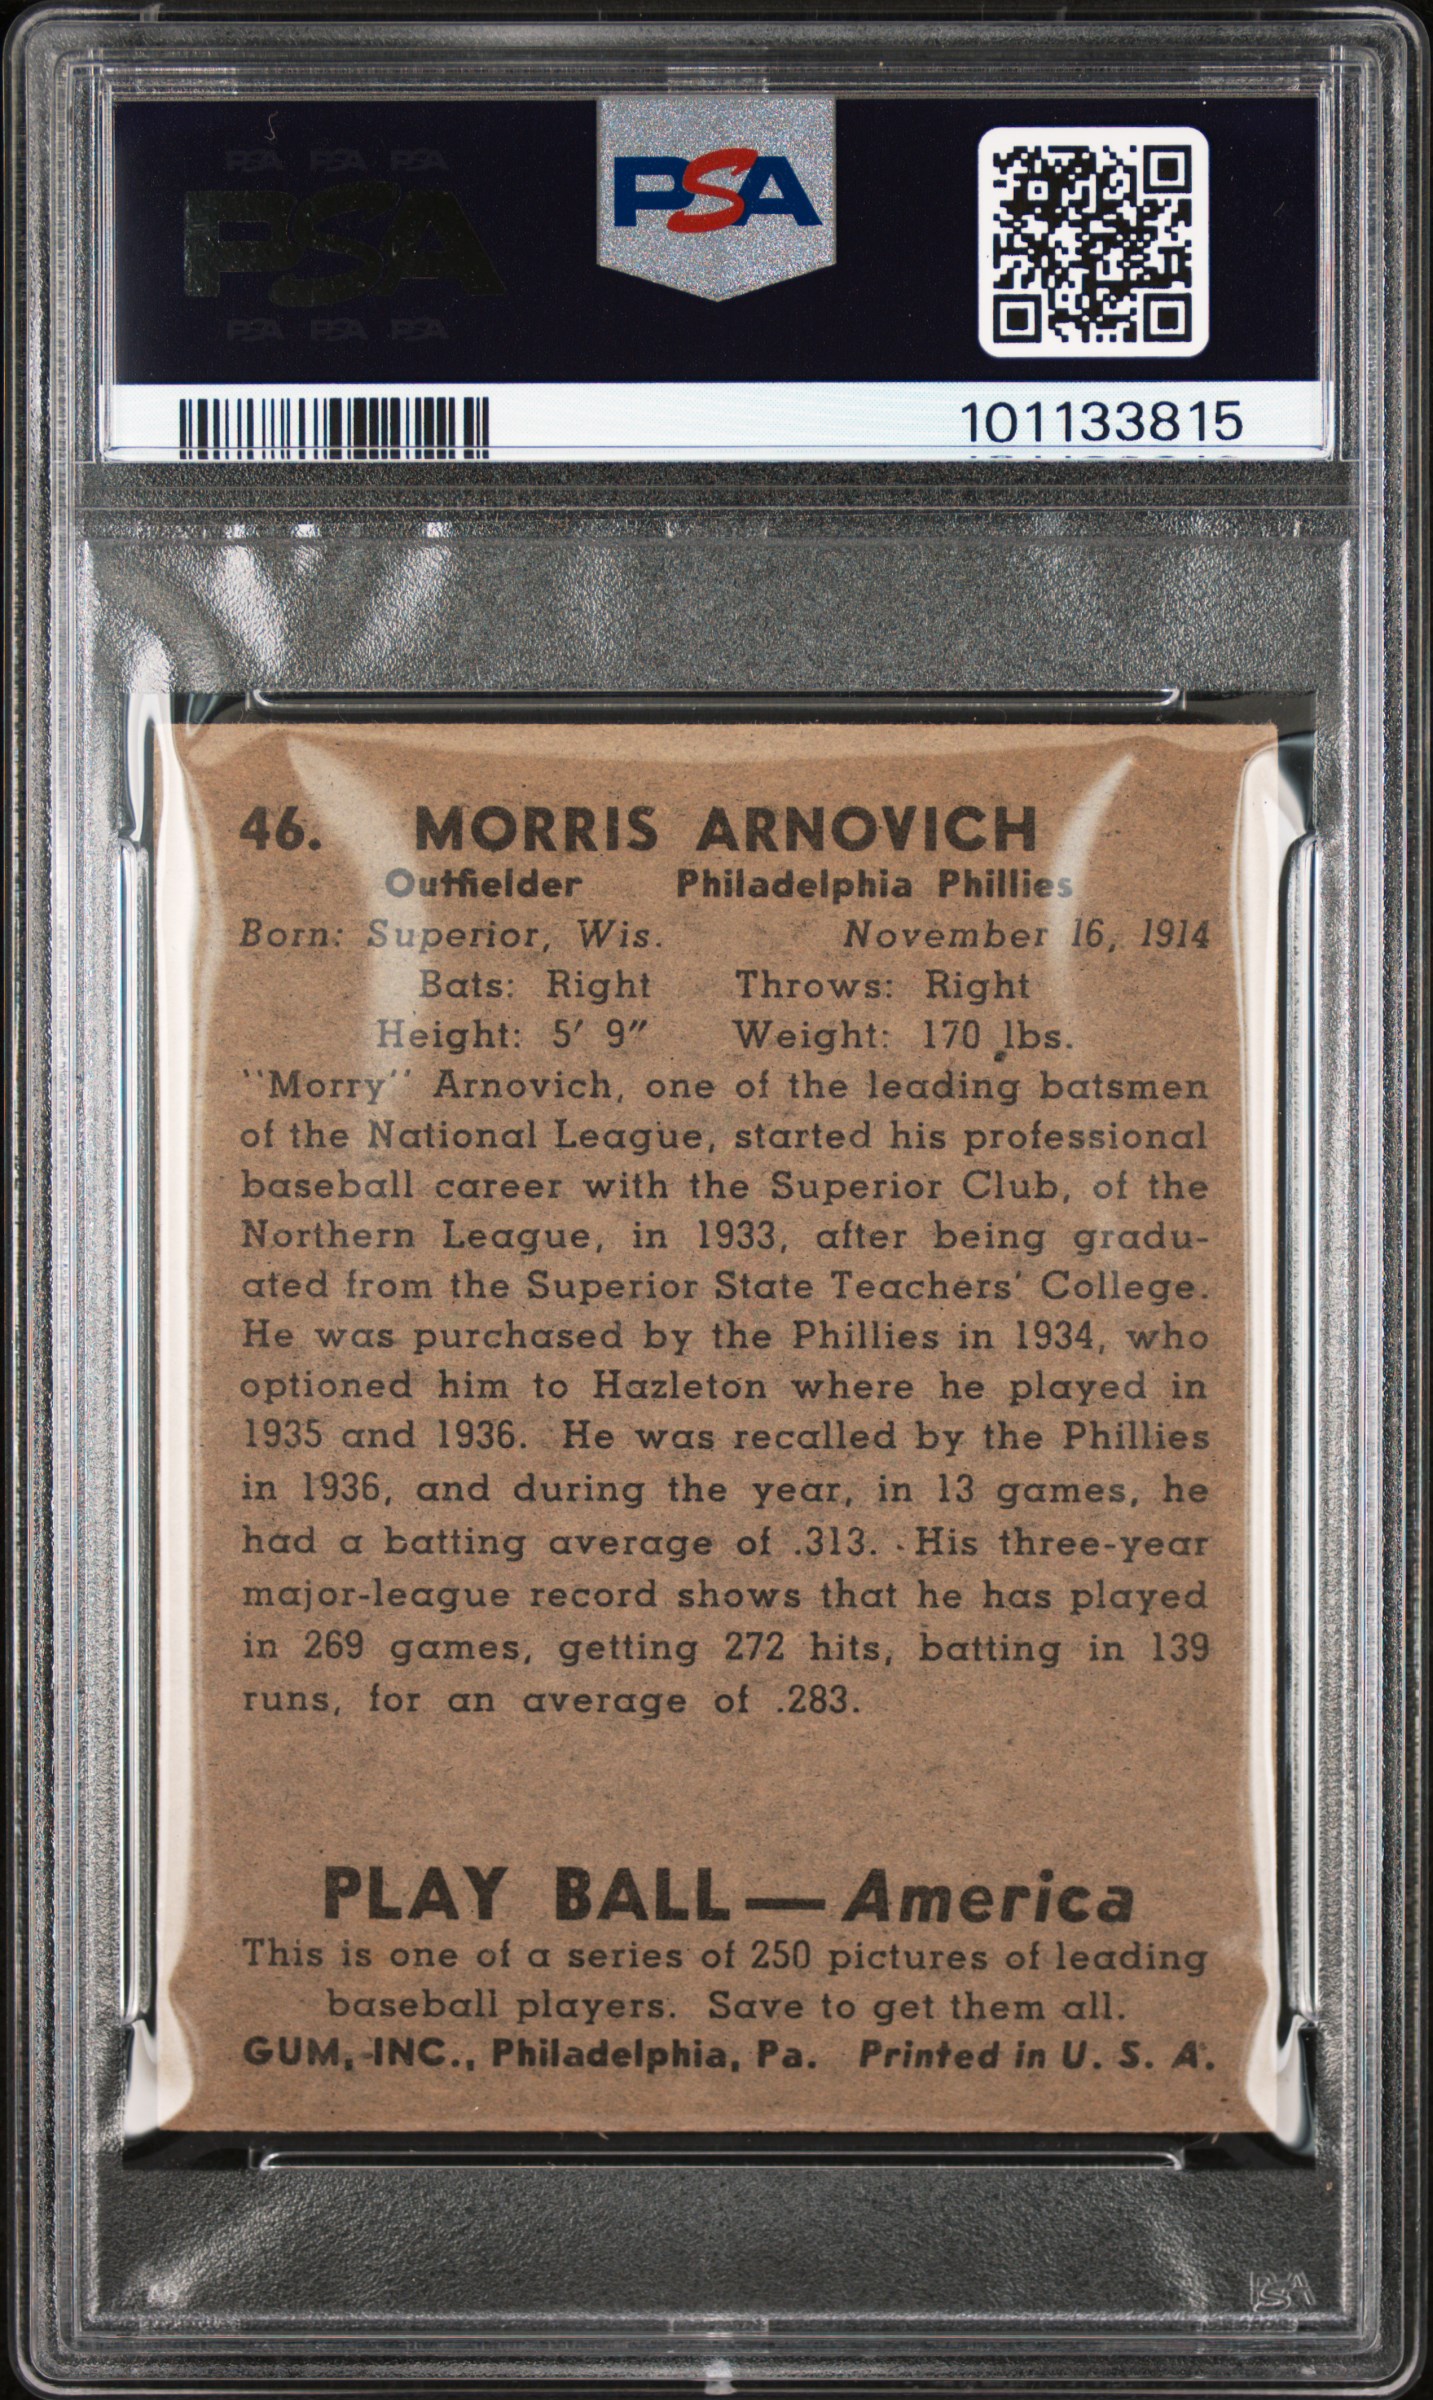 PSA PSA PSA
PSA
PSA PSA PSA
PSA
101133815
46. MORRIS ARNOVICH
Outfielder Philadelphia Phillies
Born: Superior, Wis. November 16, 1914
Bats: Right Throws: Right
Height: 5′ 9″ Weight: 170 lbs.
"Morry" Arnovich, one of the leading batsmen
of the National League, started his professional
baseball career with the Superior Club, of the
Northern League, in 1933, after being gradu-
ated from the Superior State Teachers' College.
He was purchased by the Phillies in 1934, who
optioned him to Hazleton where he played in
1935 and 1936. He was recalled by the Phillies
in 1936, and during the year, in 13 games, he
had a batting average of .313. His three-year
major-league record shows that he has played
in 269 games, getting 272 hits, batting in 139
runs, for an average of .283.
PLAY BALL—America
This is one of a series of 250 pictures of leading
baseball players. Save to get them all.
GUM, INC., Philadelphia, Pa. Printed in U. S. A.
PSA